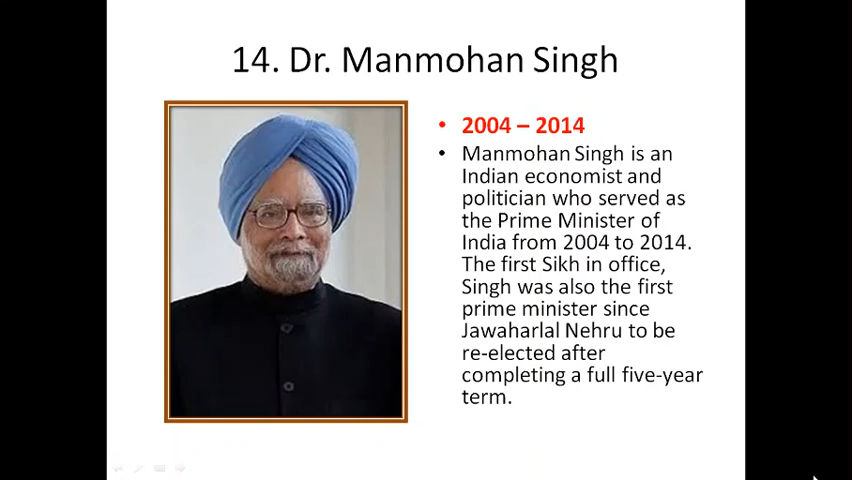 14. Dr. Manmohan Singh
• 2004 – 2014
• Manmohan Singh is an
Indian economist and
politician who served as
the Prime Minister of
India from 2004 to 2014.
The first Sikh in office,
Singh was also the first
prime minister since
Jawaharlal Nehru to be
re-elected after
completing a full five-year
term.